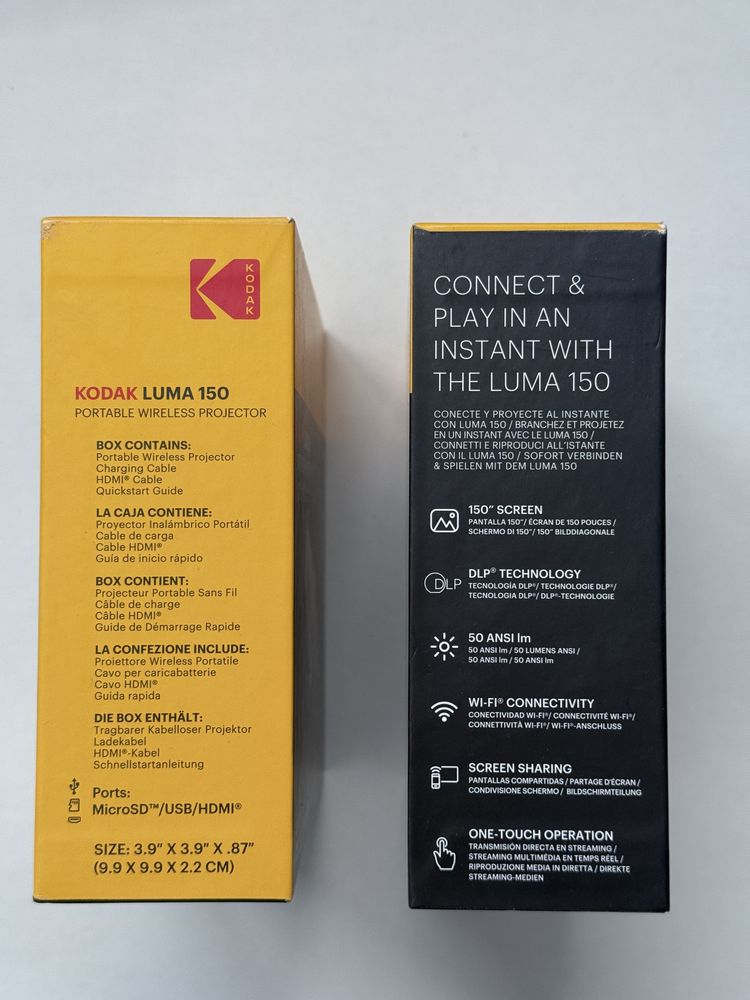 KODAK
KODAK LUMA 150
PORTABLE WIRELESS PROJECTOR
BOX CONTAINS:
Portable Wireless Projector
Charging Cable
HDMI® Cable
Quickstart Guide
LA CAJA CONTIENE:
Proyector Inalámbrico Portátil
Cable de carga
Cable HDMI®
Guía de inicio rápido
BOX CONTIENT:
Projecteur Portable Sans Fil
Câble de charge
Câble HDMI®
Guide de Démarrage Rapide
LA CONFEZIONE INCLUDE:
Proiettore Wireless Portatile
Cavo per caricabatterie
Cavo HDMI®
Guida rapida
DIE BOX ENTHÄLT:
Tragbarer Kabelloser Projektor
Ladekabel
HDMI®-Kabel
Schnellstartanleitung
Ports:
MicroSD™/USB/HDMI®
SIZE: 3.9” X 3.9” X .87”
(9.9 X 9.9 X 2.2 CM)
CONNECT &
PLAY IN AN
INSTANT WITH
THE LUMA 150
CONECTE Y PROYECTE AL INSTANTE
CON LUMA 150 / BRANCHEZ ET PROJETEZ
EN UN INSTANT AVEC LE LUMA 150 /
CONNETTI E RIPRODUCI ALL'ISTANTE
CON IL LUMA 150 / SOFORT VERBINDEN
& SPIELEN MIT DEM LUMA 150
150” SCREEN
PANTALLA 150”/ ÉCRAN DE 150 POUCES /
SCHERMO DI 150”/ 150” BILDDIAGONALE
DLP
DLP® TECHNOLOGY
TECNOLOGÍA DLP®/ TECHNOLOGIE DLP®/
TECNOLOGIA DLP®/ DLP®-TECHNOLOGIE
50 ANSI lm
50 ANSI lm / 50 LUMENS ANSI /
50 ANSI lm / 50 ANSI lm
WI-FI® CONNECTIVITY
CONECTIVIDAD WI-FI®/ CONNECTIVITÉ WI-FI®/
CONNETTIVITÀ WI-FI®/ WI-FI®-ANSCHLUSS
SCREEN SHARING
PANTALLAS COMPARTIDAS / PARTAGE D'ÉCRAN /
CONDIVISIONE SCHERMO / BILDSCHIRMTEILUNG
ONE-TOUCH OPERATION
TRANSMISIÓN DIRECTA EN STREAMING /
STREAMING MULTIMÉDIA EN TEMPS RÉEL /
RIPRODUZIONE MEDIA IN DIRETTA / DIREKTE
STREAMING-MEDIEN